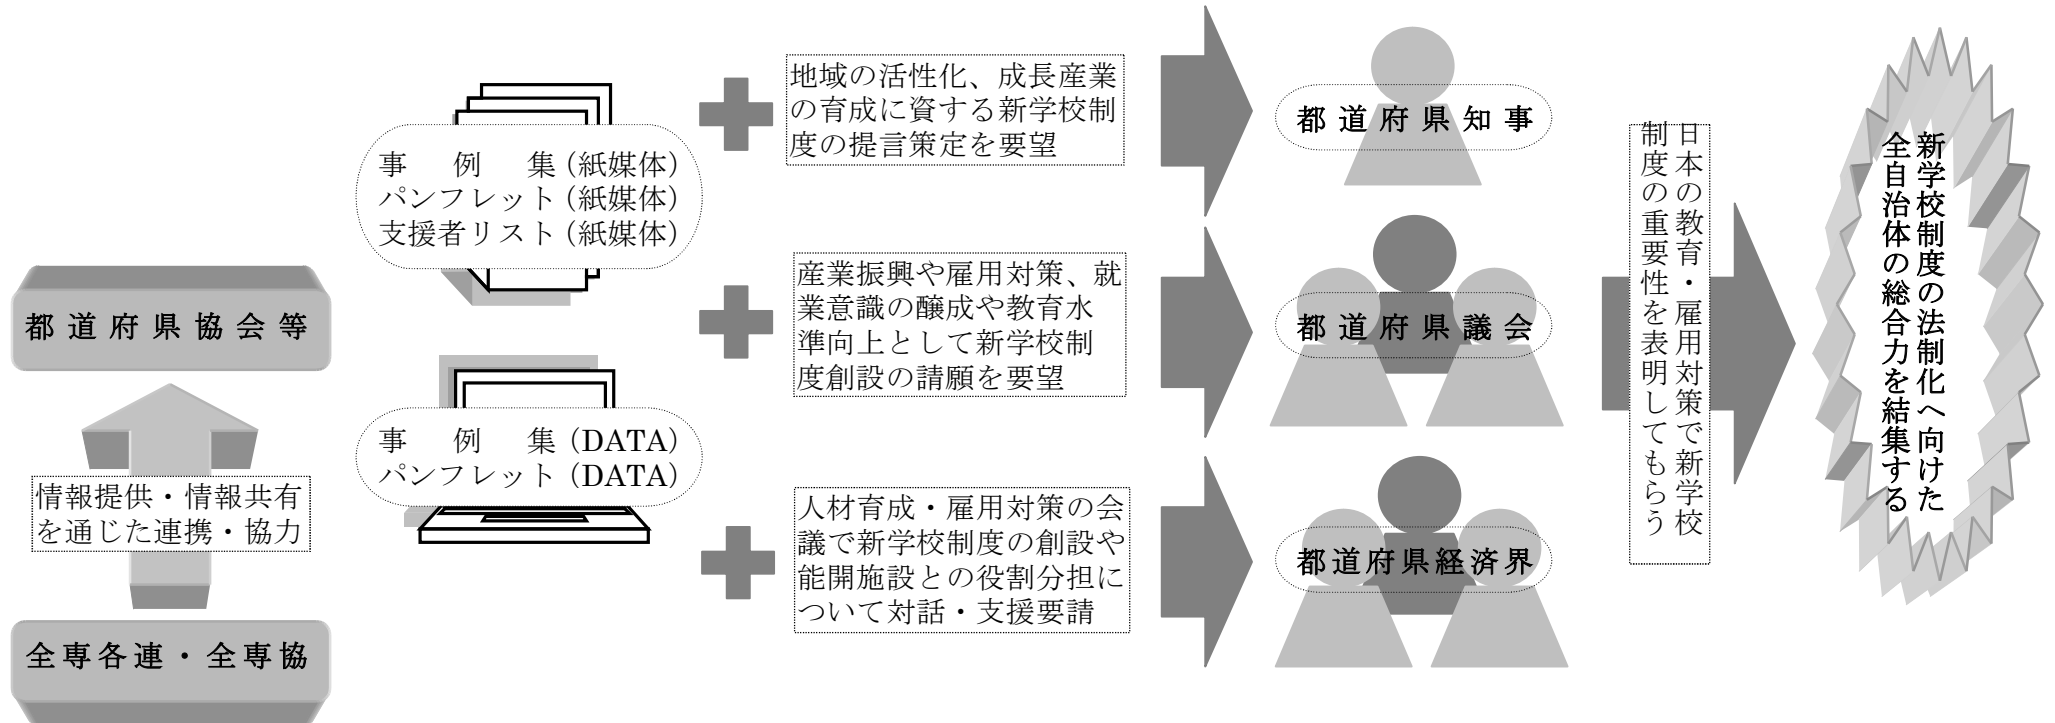 都道府県協会等
情報提供・情報共有
を通じた連携・協力
全専各連・全専協
事例集(紙媒体)
パンフレット(紙媒体)
支援者リスト(紙媒体)
事例集(DATA)
パンフレット(DATA)
地域の活性化、成長産業
の育成に資する新学校制
度の提言策定を要望
産業振興や雇用対策、就
業意識の醸成や教育水
準向上として新学校制
度創設の請願を要望
人材育成・雇用対策の会
議で新学校制度の創設や
能開施設との役割分担に
ついて対話・支援要請
都道府県知事
都道府県議会
都道府県経済界
日本の教育・雇用対策で新学校
制度の重要性を表明してもらう
新学校制度の法制化へ向けた
全自治体の総合力を結集する